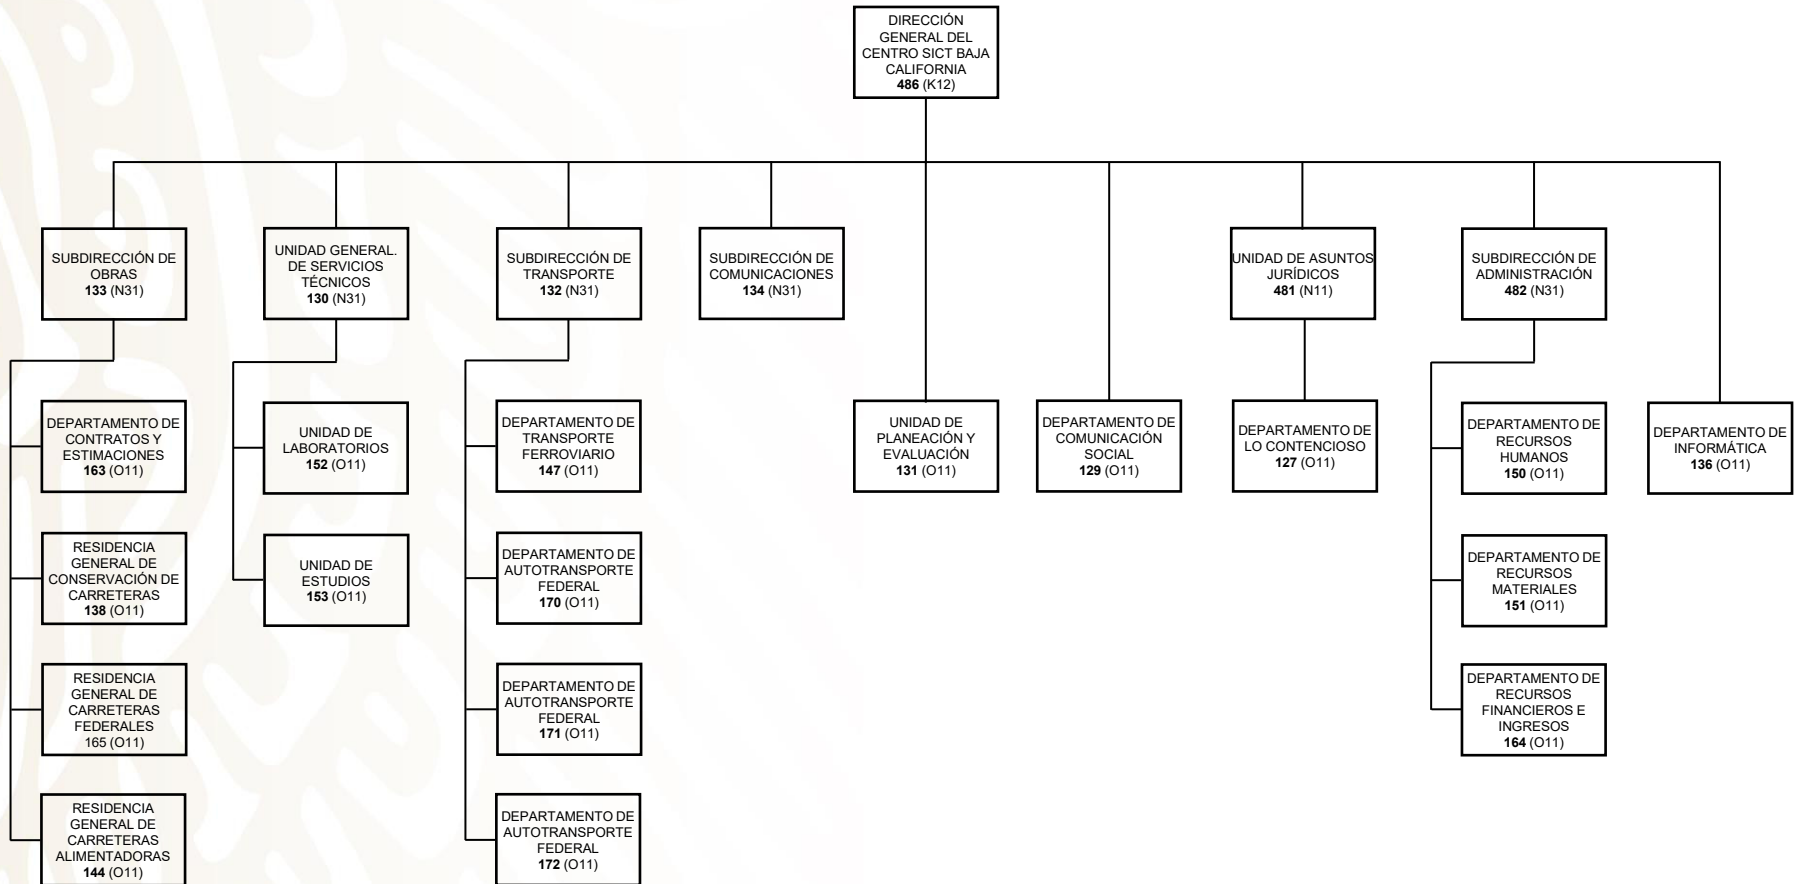 DIRECCIÓN
GENERAL DEL
CENTRO SICT BAJA
CALIFORNIA
486 (K12)
SUBDIRECCIÓN DE
OBRAS
133 (N31)
UNIDAD GENERAL.
DE SERVICIOS
TÉCNICOS
130 (N31)
SUBDIRECCIÓN DE
TRANSPORTE
132 (N31)
SUBDIRECCIÓN DE
COMUNICACIONES
134 (N31)
UNIDAD DE ASUNTOS
JURÍDICOS
481 (N11)
SUBDIRECCIÓN DE
ADMINISTRACIÓN
482 (N31)
DEPARTAMENTO DE
CONTRATOS Y
ESTIMACIONES
163 (O11)
UNIDAD DE
LABORATORIOS
152 (O11)
DEPARTAMENTO DE
TRANSPORTE
FERROVIARIO
147 (O11)
UNIDAD DE
PLANEACIÓN Y
EVALUACIÓN
131 (O11)
DEPARTAMENTO DE
COMUNICACIÓN
SOCIAL
129 (O11)
DEPARTAMENTO DE
LO CONTENCIOSO
127 (O11)
DEPARTAMENTO DE
RECURSOS
HUMANOS
150 (O11)
DEPARTAMENTO DE
INFORMÁTICA
136 (O11)
RESIDENCIA
GENERAL DE
CONSERVACIÓN DE
CARRETERAS
138 (O11)
UNIDAD DE
ESTUDIOS
153 (O11)
DEPARTAMENTO DE
AUTOTRANSPORTE
FEDERAL
170 (O11)
DEPARTAMENTO DE
RECURSOS
MATERIALES
151 (O11)
RESIDENCIA
GENERAL DE
CARRETERAS
FEDERALES
165 (O11)
DEPARTAMENTO DE
AUTOTRANSPORTE
FEDERAL
171 (O11)
DEPARTAMENTO DE
RECURSOS
FINANCIEROS E
INGRESOS
164 (O11)
RESIDENCIA
GENERAL DE
CARRETERAS
ALIMENTADORAS
144 (O11)
DEPARTAMENTO DE
AUTOTRANSPORTE
FEDERAL
172 (O11)